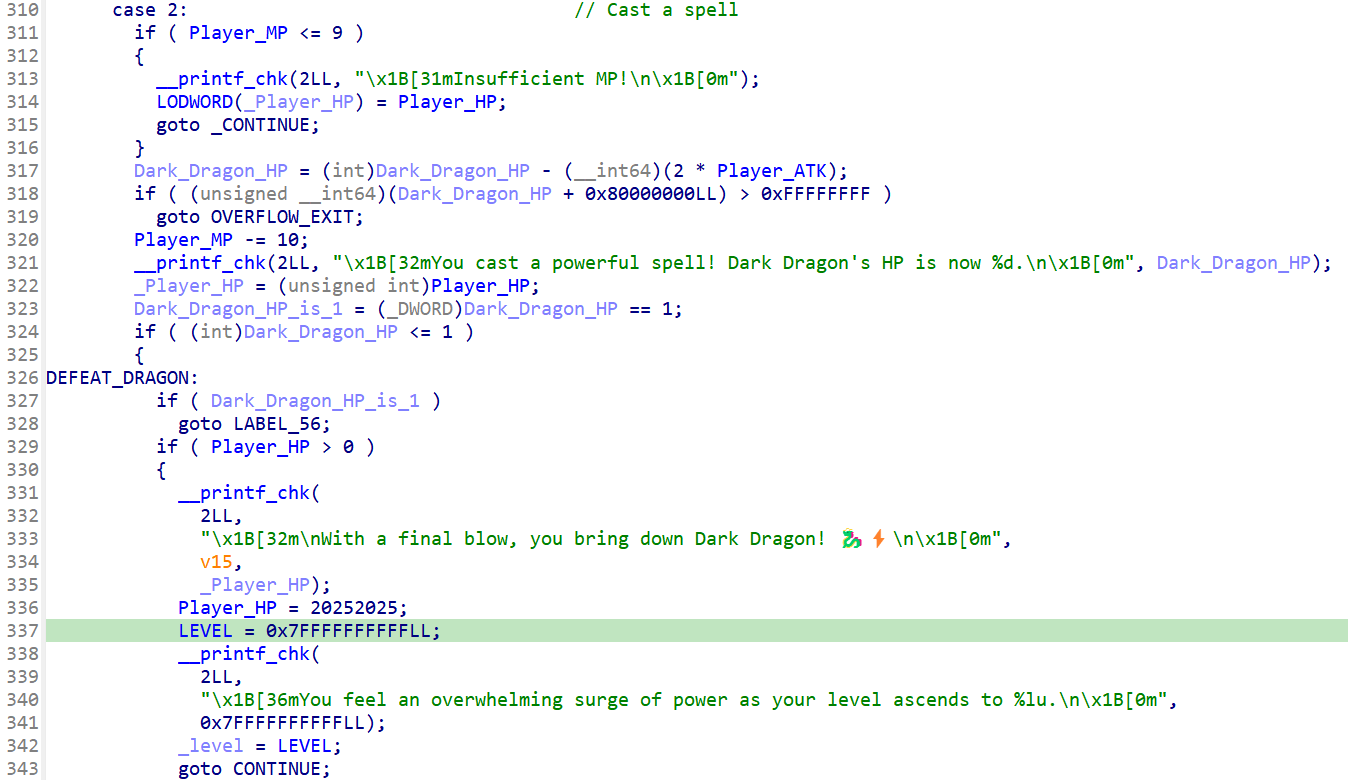 310 case 2: // Cast a spell
311 if ( Player_MP <= 9 )
312 {
313 __printf_chk(2LL, "\x1B[31mInsufficient MP!\n\x1B[0m");
314 LODWORD(_Player_HP) = Player_HP;
315 goto _CONTINUE;
316 }
317 Dark_Dragon_HP = (int)Dark_Dragon_HP - (__int64)(2 * Player_ATK);
318 if ( (unsigned __int64)(Dark_Dragon_HP + 0x80000000LL) > 0xFFFFFFFF )
319 goto OVERFLOW_EXIT;
320 Player_MP -= 10;
321 __printf_chk(2LL, "\x1B[32mYou cast a powerful spell! Dark Dragon's HP is now %d.\n\x1B[0m", Dark_Dragon_HP);
322 _Player_HP = (unsigned int)Player_HP;
323 Dark_Dragon_HP_is_1 = (_DWORD)Dark_Dragon_HP == 1;
324 if ( (int)Dark_Dragon_HP <= 1 )
325 {
326 DEFEAT_DRAGON:
327 if ( Dark_Dragon_HP_is_1 )
328 goto LABEL_56;
329 if ( Player_HP > 0 )
330 {
331 __printf_chk(
332 2LL,
333 "\x1B[32m\nWith a final blow, you bring down Dark Dragon! 🐉⚡\n\x1B[0m",
334 v15,
335 _Player_HP);
336 Player_HP = 20252025;
337 LEVEL = 0x7FFFFFFFFFFLL;
338 __printf_chk(
339 2LL,
340 "\x1B[36mYou feel an overwhelming surge of power as your level ascends to %lu.\n\x1B[0m",
341 0x7FFFFFFFFFFLL);
342 _level = LEVEL;
343 goto CONTINUE;